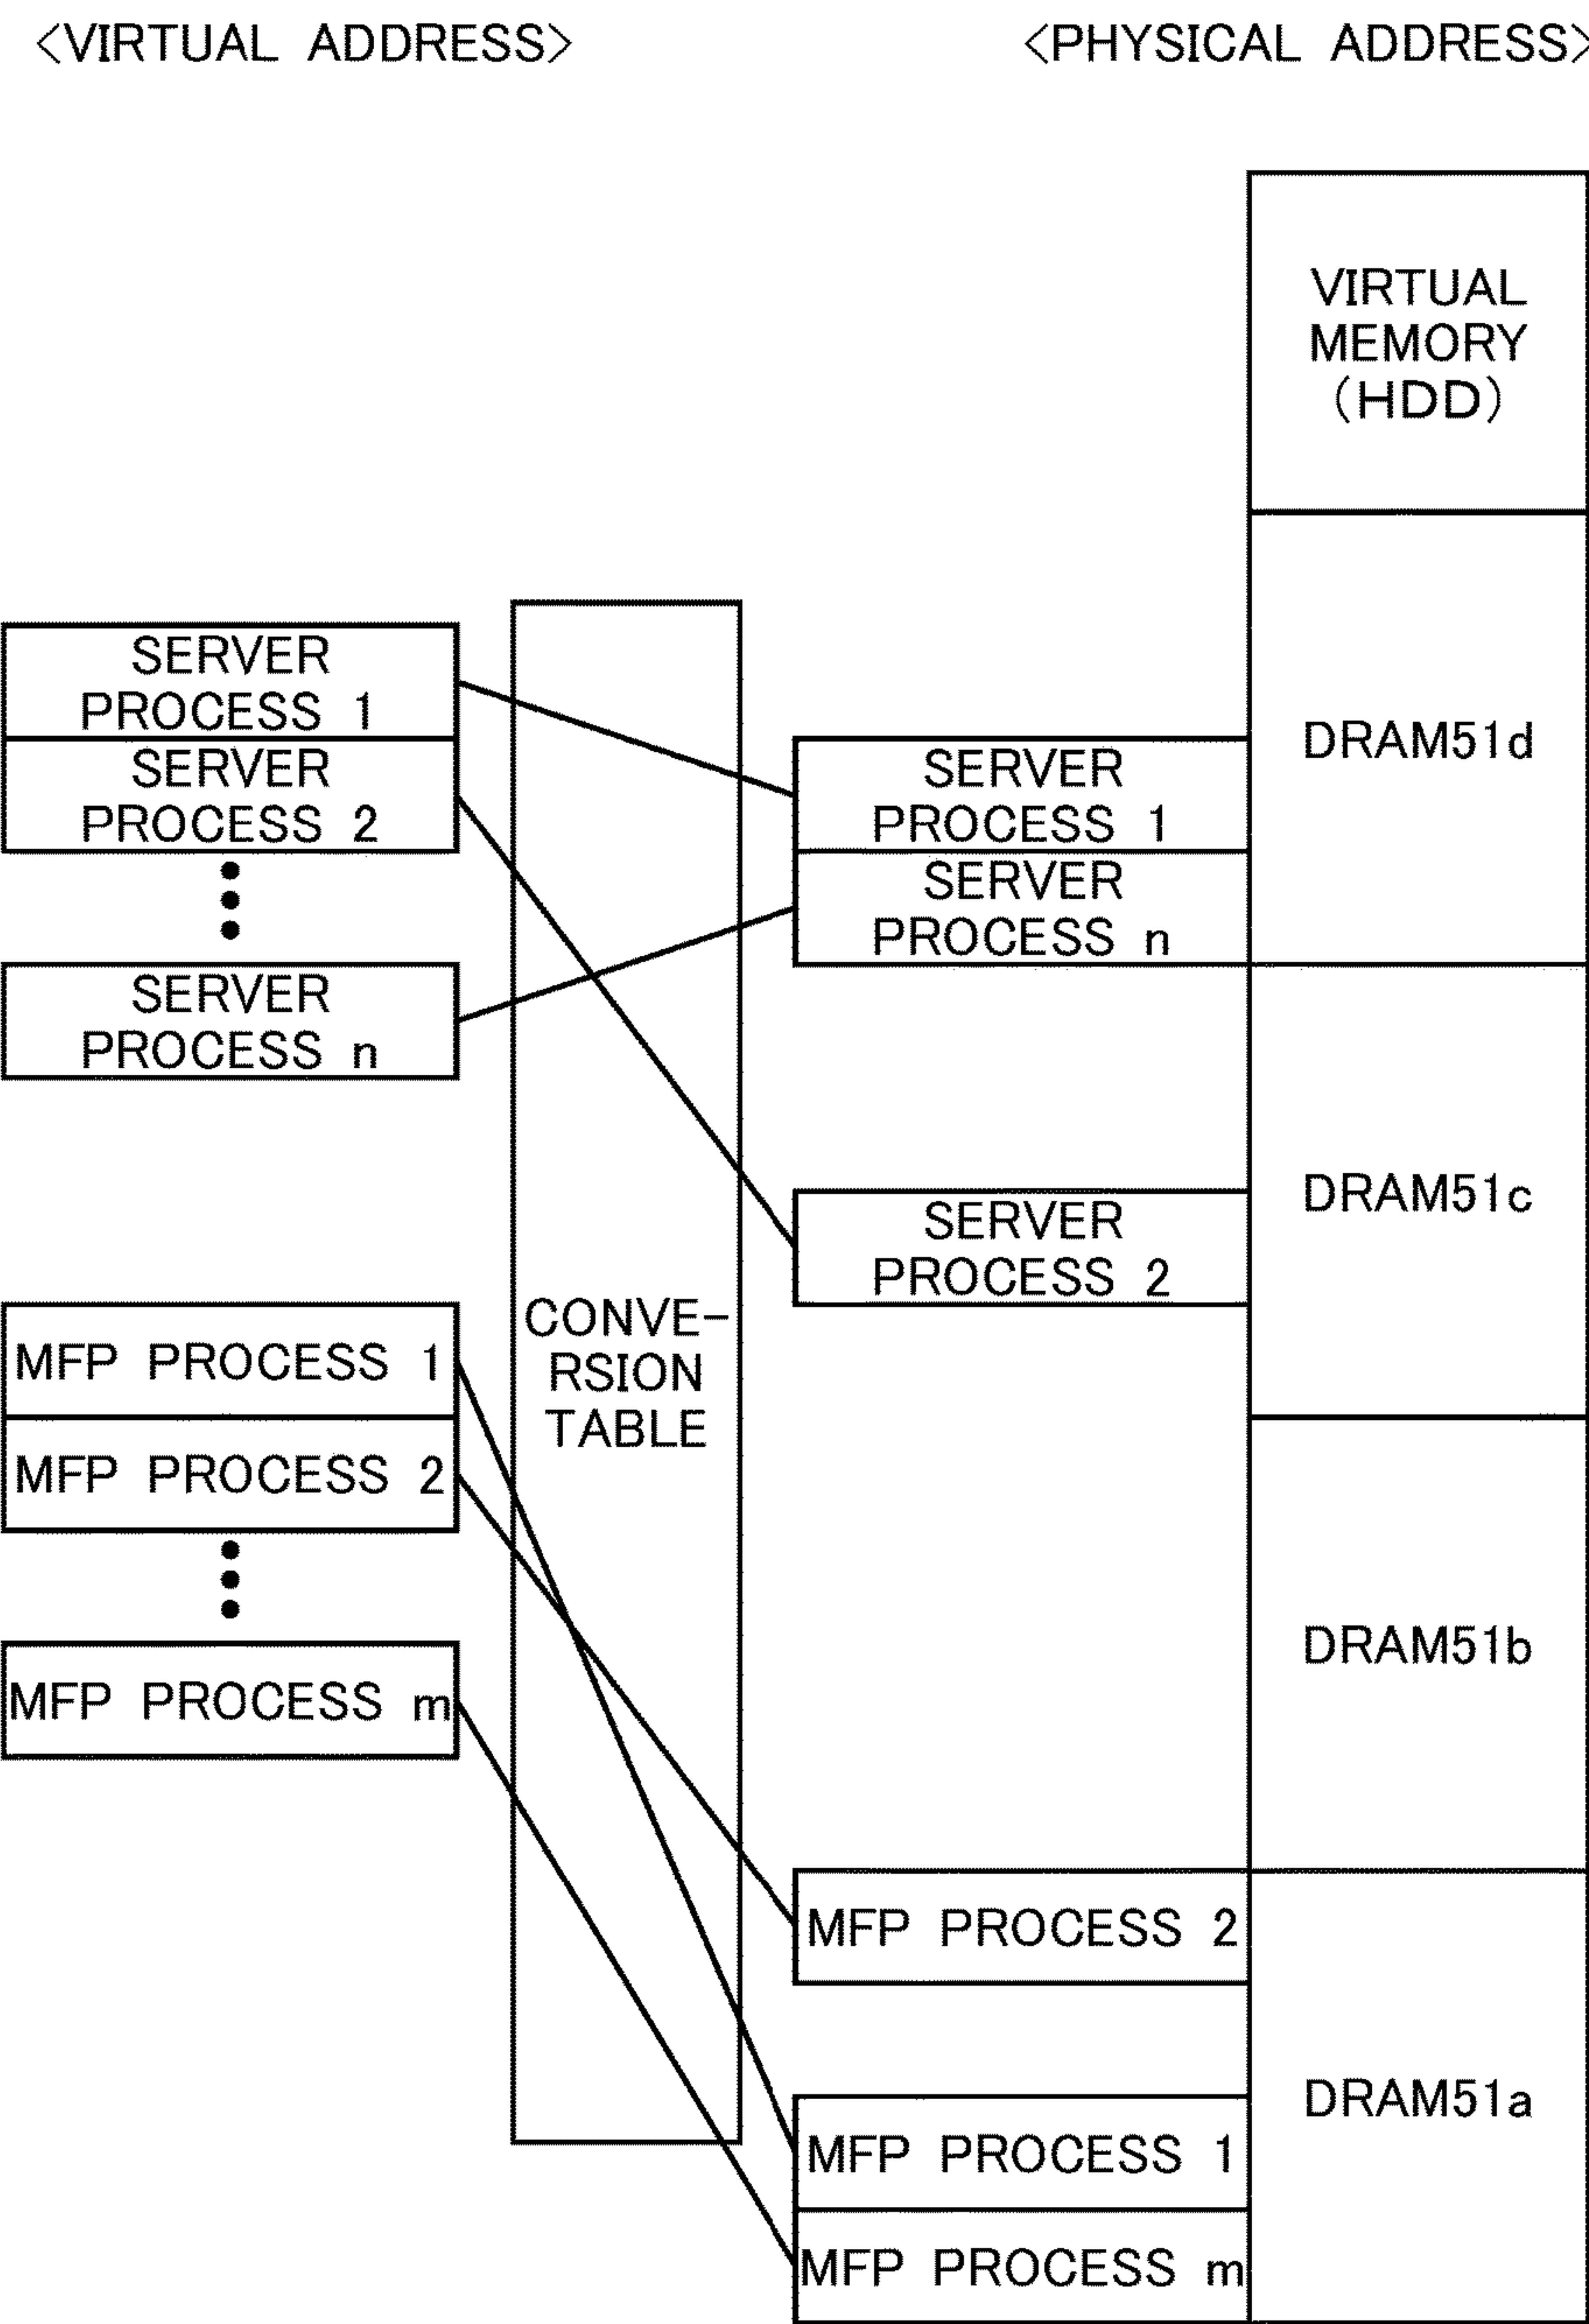 <VIRTUAL ADDRESS>
<PHYSICAL ADDRESS>
VIRTUAL
MEMORY
(HDD)
SERVER
PROCESS 1
SERVER
PROCESS 2
SERVER
PROCESS n
MFP PROCESS 1
MFP PROCESS 2
MFP PROCESS m
CONVE-
RSION
TABLE
SERVER
PROCESS 1
SERVER
PROCESS n
SERVER
PROCESS 2
MFP PROCESS 2
MFP PROCESS 1
MFP PROCESS m
DRAM51d
DRAM51c
DRAM51b
DRAM51a